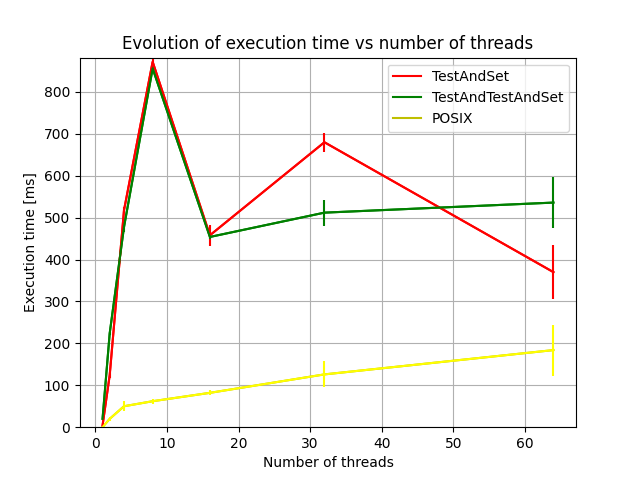 Evolution of execution time vs number of threads
TestAndSet
TestAndTestAndSet
POSIX
800
700
600
500
400
300
200
100
0
Execution time [ms]
0 10 20 30 40 50 60
Number of threads